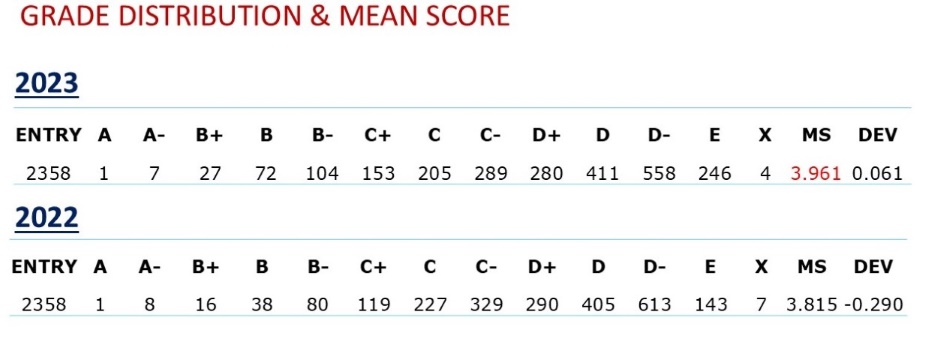 GRADE DISTRIBUTION & MEAN SCORE
2023
ENTRY A A- B+ B B- C+ C C- D+ D D- E X MS DEV
2358 1 7 27 72 104 153 205 289 280 411 558 246 4 3.961 0.061
2022
ENTRY A A- B+ B B- C+ C C- D+ D D- E X MS DEV
2358 1 8 16 38 80 119 227 329 290 405 613 143 7 3.815 -0.290